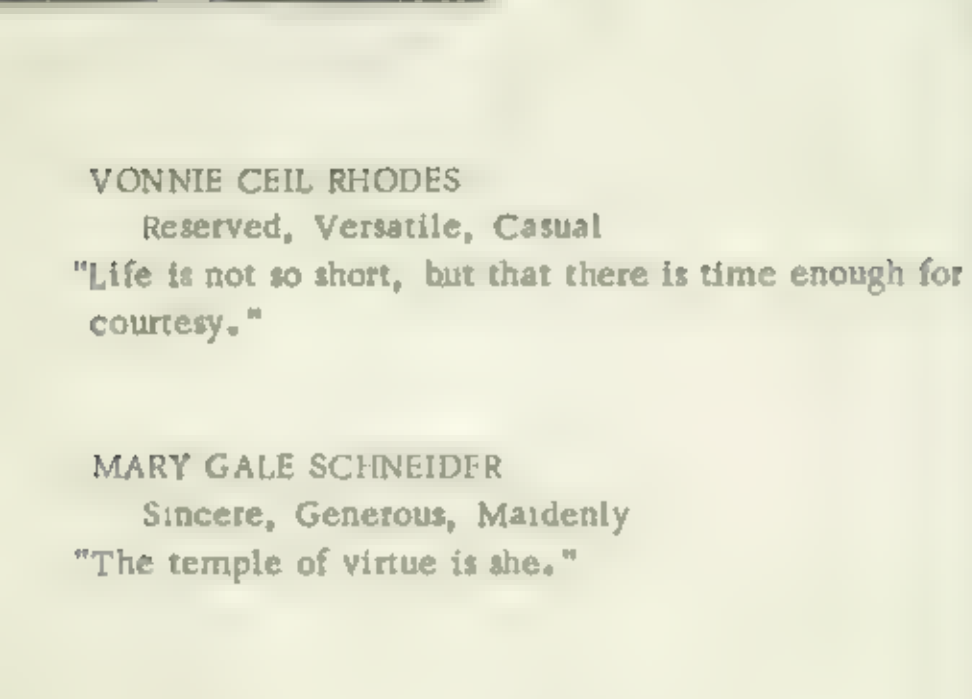 VONNIE CEIL RHODES
Reserved, Versatile, Casual
"Life is not so short, but that there is time enough for
courtesy."
MARY GALE SCHNEIDER
Sincere, Generous, Maidenly
"The temple of virtue is she."